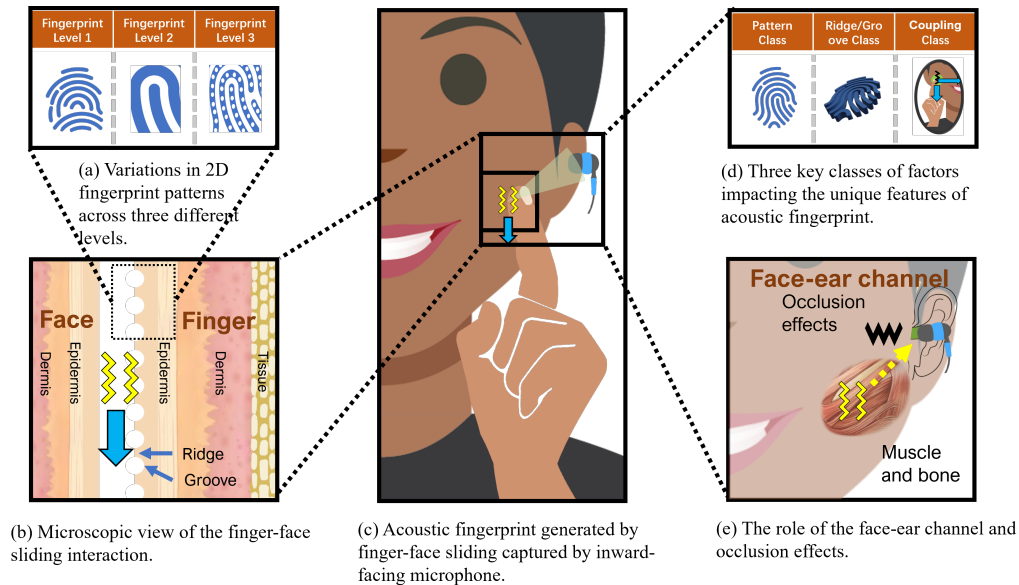 Fingerprint Level 1
Fingerprint Level 2
Fingerprint Level 3
(a) Variations in 2D
fingerprint patterns
across three different
levels.
Face
Finger
Dermis
Epidermis
Epidermis
Dermis
Tissue
Ridge
Groove
(b) Microscopic view of the finger-face
sliding interaction.
(c) Acoustic fingerprint generated by
finger-face sliding captured by inward-
facing microphone.
Pattern
Class
Ridge/Gro
ove Class
Coupling
Class
(d) Three key classes of factors
impacting the unique features of
acoustic fingerprint.
Face-ear channel
Occlusion
effects
Muscle
and bone
(e) The role of the face-ear channel and
occlusion effects.